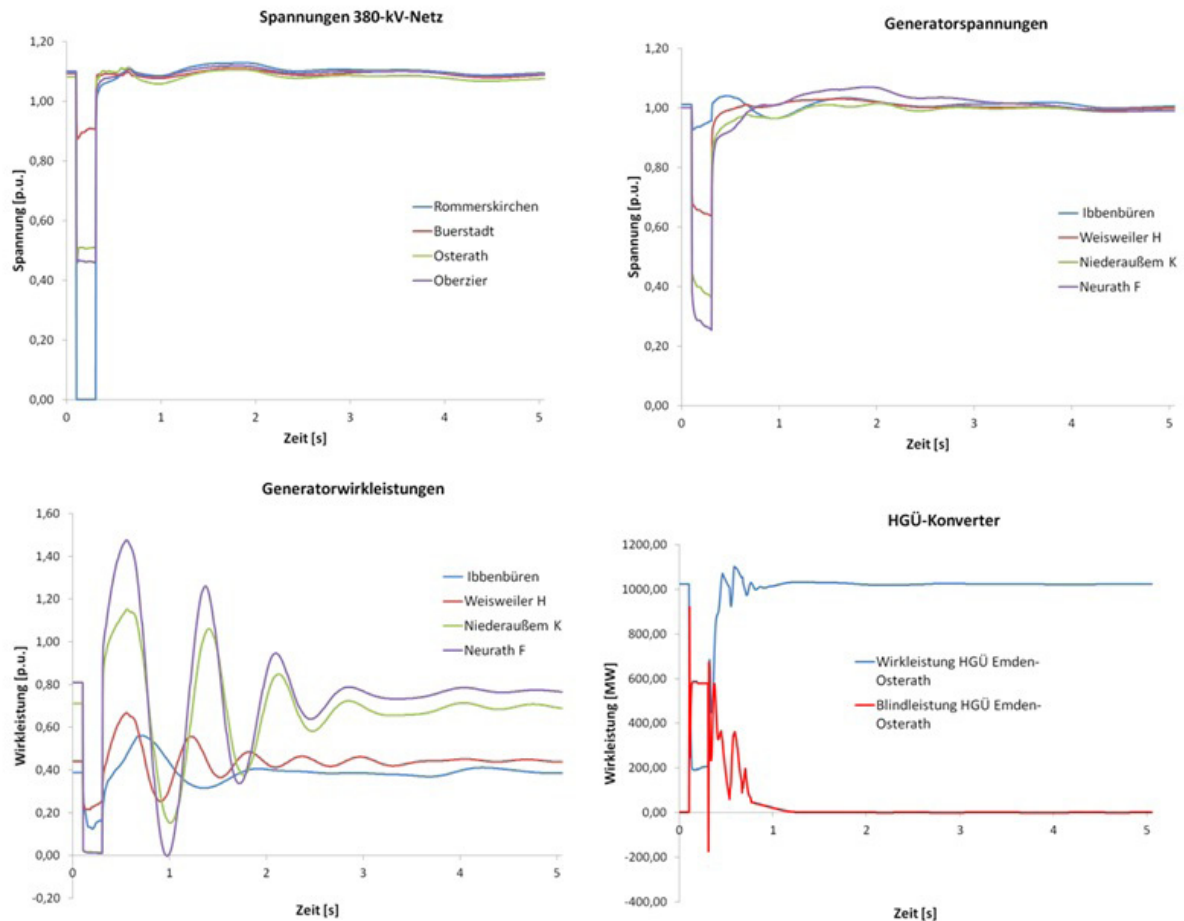 Spannungen 380-kV-Netz
1,20
1,00
0,80
0,60
0,40
0,20
0,00
Spannung [p.u.]
Rommerskirchen
Buerstadt
Osterath
Oberzier
0 1 2 3 4 5
Zeit [s]
Generatorspannungen
1,20
1,00
0,80
0,60
0,40
0,20
0,00
Spannung [p.u.]
Ibbenbüren
Weisweiler H
Niederaußem K
Neurath F
0 1 2 3 4 5
Zeit [s]
Generatorwirkleistungen
1,60
1,40
1,20
1,00
0,80
0,60
0,40
0,20
0,00
-0,20
Wirkleistung [p.u.]
Ibbenbüren
Weisweiler H
Niederaußem K
Neurath F
0 1 2 3 4 5
Zeit [s]
HGÜ-Konverter
1200,00
1000,00
800,00
600,00
400,00
200,00
0,00
-200,00
-400,00
Wirkleistung [MW]
Wirkleistung HGÜ Emden-
Osterath
Blindleistung HGÜ Emden-
Osterath
0 1 2 3 4 5
Zeit [s]